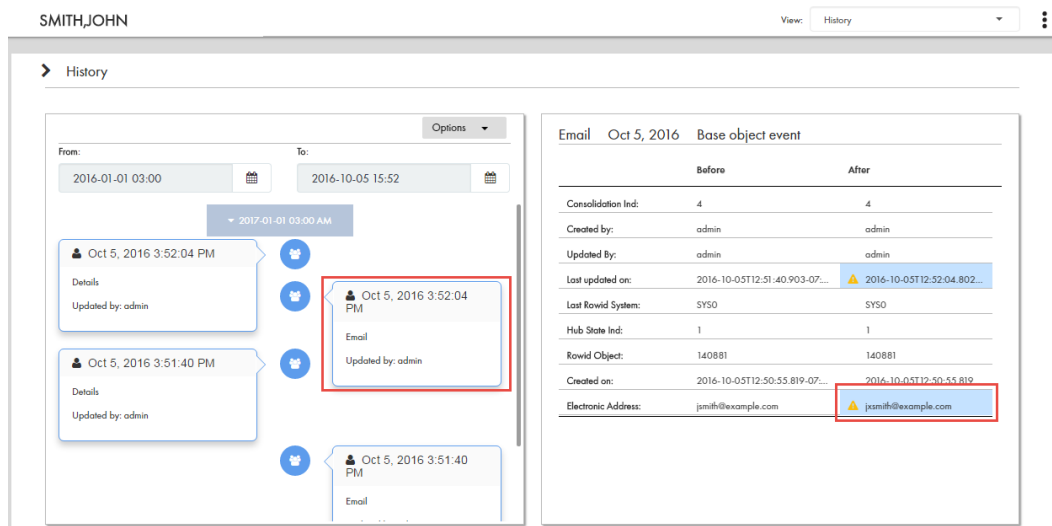 SMITH,JOHN
View: History
History
Options
From: To:
2016-01-01 03:00 2016-10-05 15:52
2017-01-01 03:00 AM
Oct 5, 2016 3:52:04 PM
Details
Updated by: admin
Oct 5, 2016 3:52:04
PM
Email
Updated by: admin
Oct 5, 2016 3:51:40 PM
Details
Updated by: admin
Oct 5, 2016 3:51:40
PM
Email
Email Oct 5, 2016 Base object event
Before After
Consolidation Ind: 4 4
Created by: admin admin
Updated By: admin admin
Last updated on: 2016-10-05T12:51:40.903-07:... 2016-10-05T12:52:04.802...
Last Rowid System: SYS0 SYS0
Hub State Ind: 1 1
Rowid Object: 140881 140881
Created on: 2016-10-05T12:50:55.819-07:... 2016-10-05T12:50:55.819
Electronic Address: jsmith@example.com jxsmith@example.com